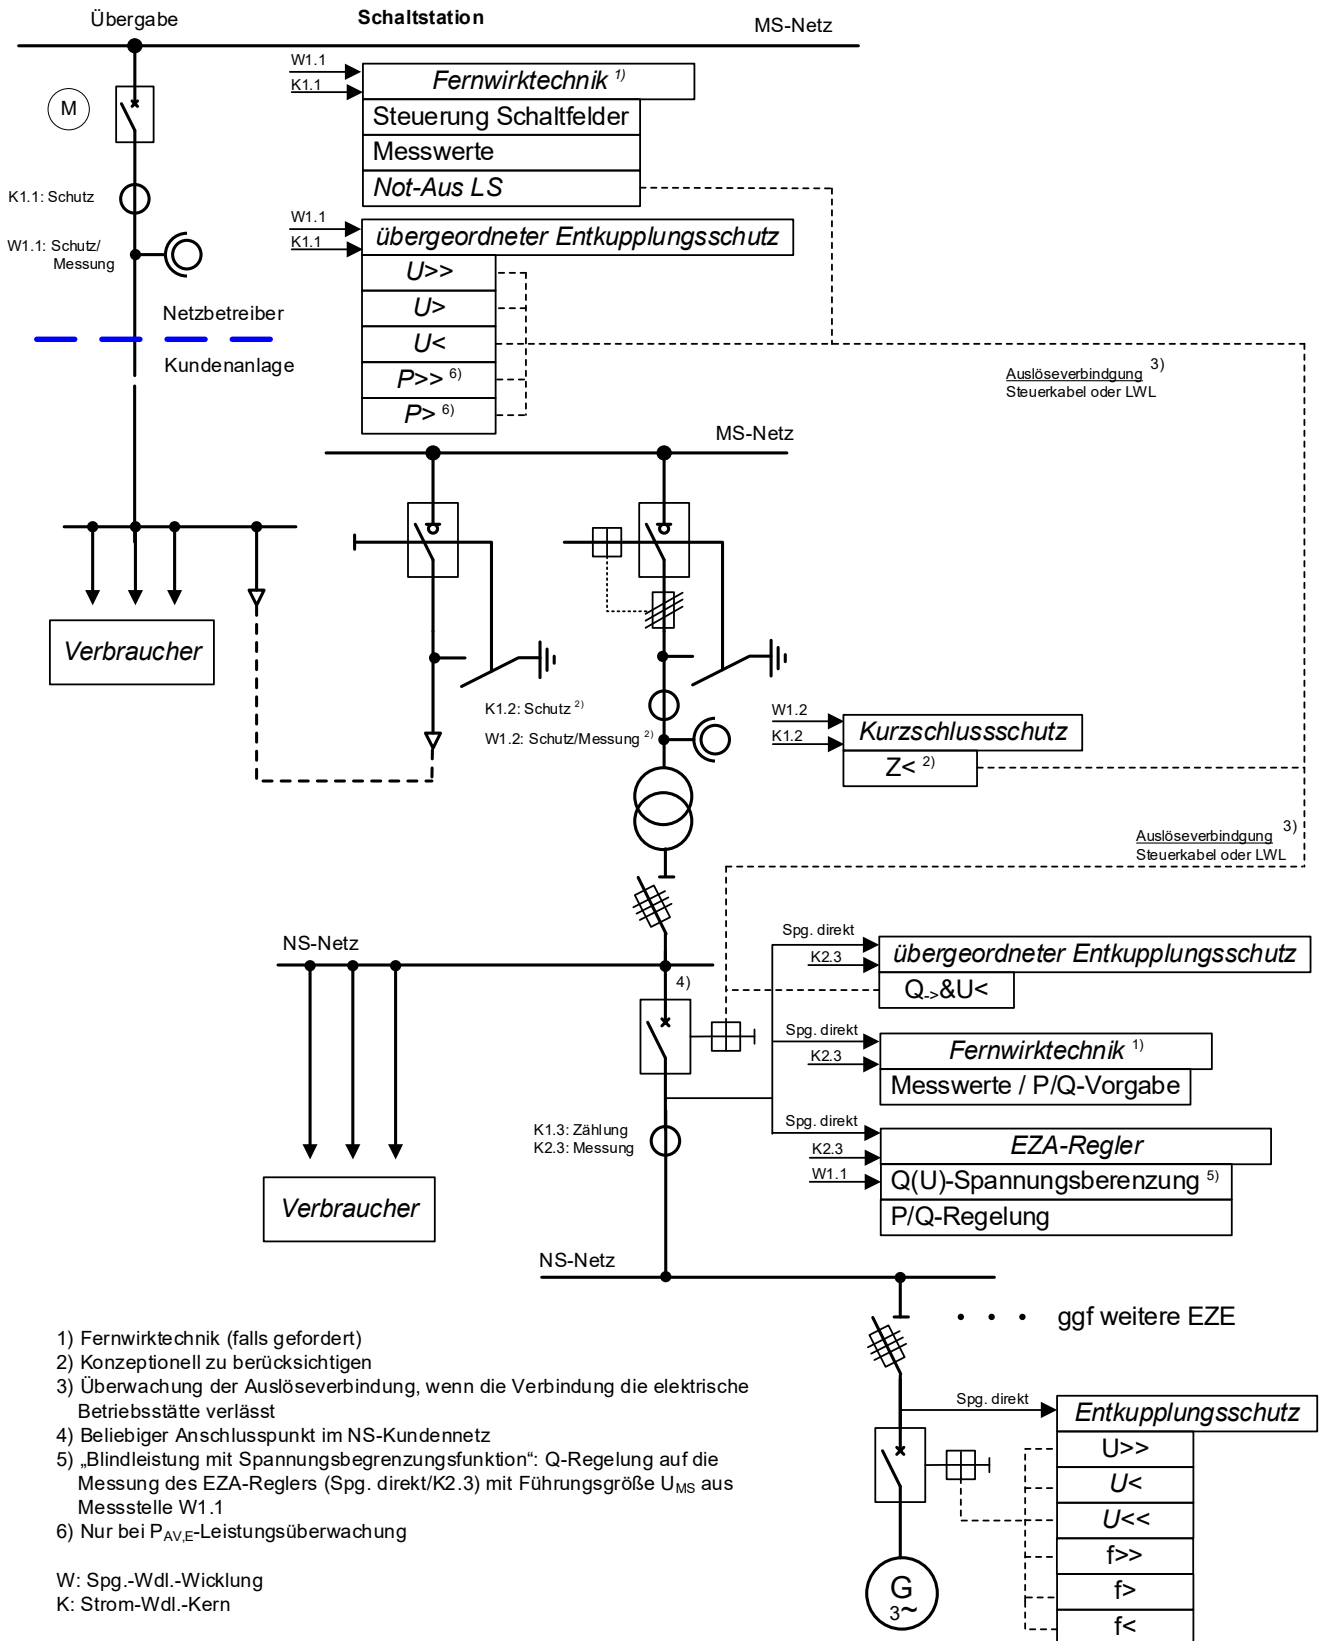 Übergabe
Schaltstation
MS-Netz
M
W1.1
K1.1
Fernwirktechnik 1)
Steuerung Schaltfelder
Messwerte
Not-Aus LS
K1.1: Schutz
W1.1: Schutz/
Messung
W1.1
K1.1
übergeordneter Entkupplungsschutz
U>>
U>
U<
P>> 6)
P> 6)
Netzbetreiber
Kundenanlage
Auslöseverbindgung 3)
Steuerkabel oder LWL
MS-Netz
Verbraucher
K1.2: Schutz 2)
W1.2: Schutz/Messung 2)
W1.2
K1.2
Kurzschlussschutz
Z< 2)
Auslöseverbindgung 3)
Steuerkabel oder LWL
NS-Netz
4)
Spg. direkt
K2.3
übergeordneter Entkupplungsschutz
Q->&U<
Spg. direkt
K2.3
Fernwirktechnik 1)
Messwerte / P/Q-Vorgabe
K1.3: Zählung
K2.3: Messung
Spg. direkt
K2.3
W1.1
EZA-Regler
Q(U)-Spannungsberenzung 5)
P/Q-Regelung
Verbraucher
NS-Netz
. . . ggf weitere EZE
Spg. direkt
Entkupplungsschutz
U>>
U<
U<<
f>>
f>
f<
G
3~
1) Fernwirktechnik (falls gefordert)
2) Konzeptionell zu berücksichtigen
3) Überwachung der Auslöseverbindung, wenn die Verbindung die elektrische
Betriebsstätte verlässt
4) Beliebiger Anschlusspunkt im NS-Kundennetz
5) „Blindleistung mit Spannungsbegrenzungsfunktion“: Q-Regelung auf die
Messung des EZA-Reglers (Spg. direkt/K2.3) mit Führungsgröße UMS aus
Messstelle W1.1
6) Nur bei PAV,E-Leistungsüberwachung
W: Spg.-Wdl.-Wicklung
K: Strom-Wdl.-Kern